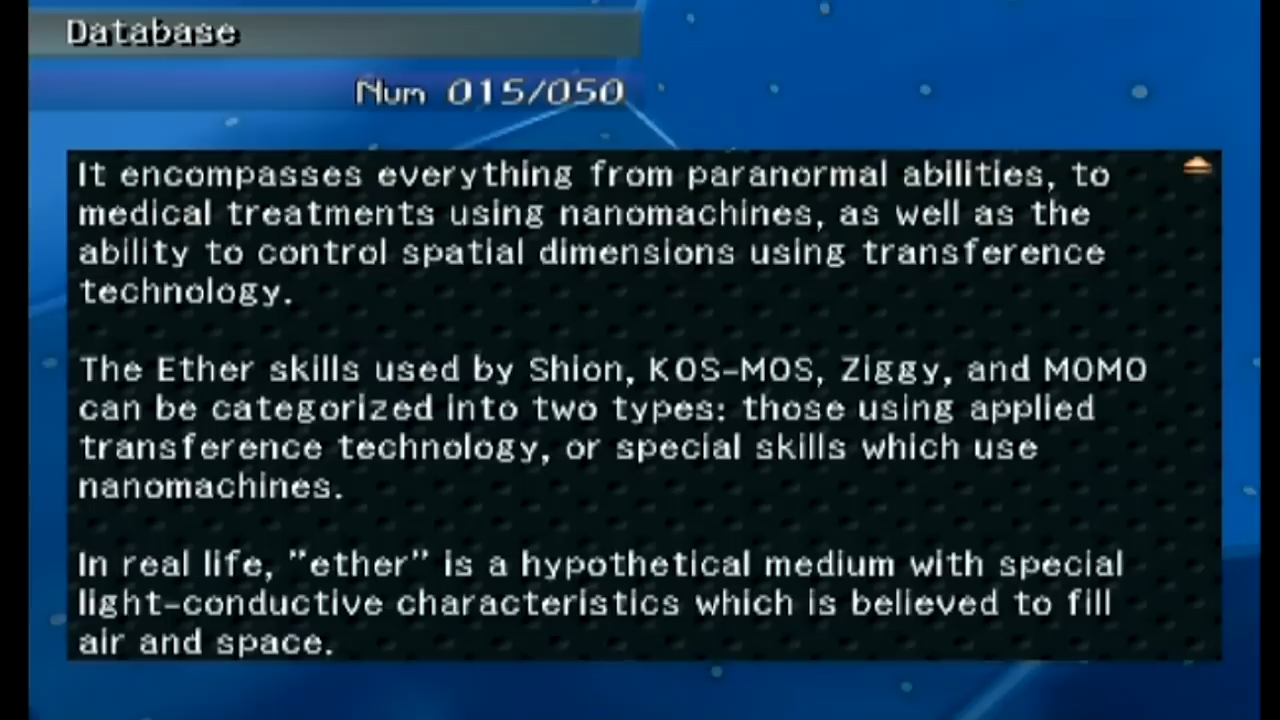 Database
Num 015/050
It encompasses everything from paranormal abilities, to
medical treatments using nanomachines, as well as the
ability to control spatial dimensions using transference
technology.
The Ether skills used by Shion, KOS-MOS, Ziggy, and MOMO
can be categorized into two types: those using applied
transference technology, or special skills which use
nanomachines.
In real life, "ether" is a hypothetical medium with special
light-conductive characteristics which is believed to fill
air and space.